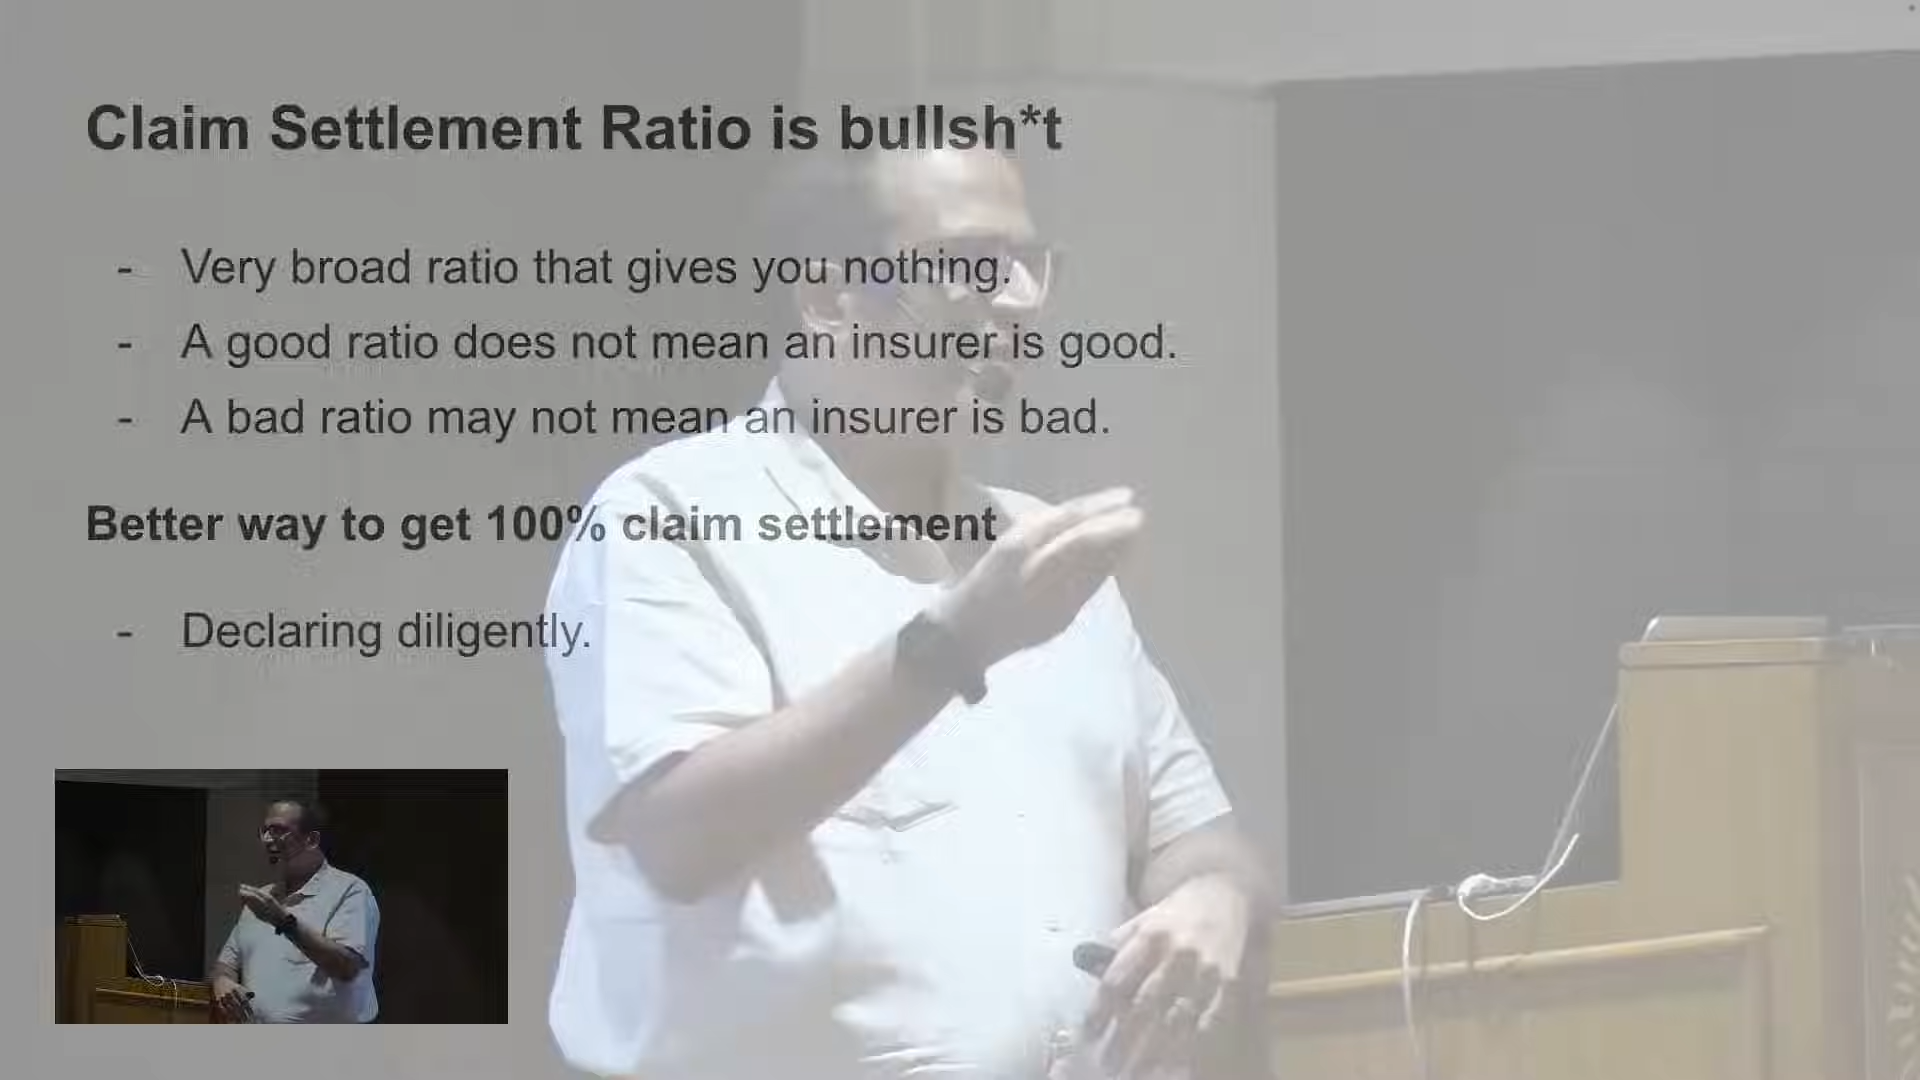 Claim Settlement Ratio is bullsh*t
- Very broad ratio that gives you nothing.
- A good ratio does not mean an insurer is good.
- A bad ratio may not mean an insurer is bad.
Better way to get 100% claim settlement
- Declaring diligently.